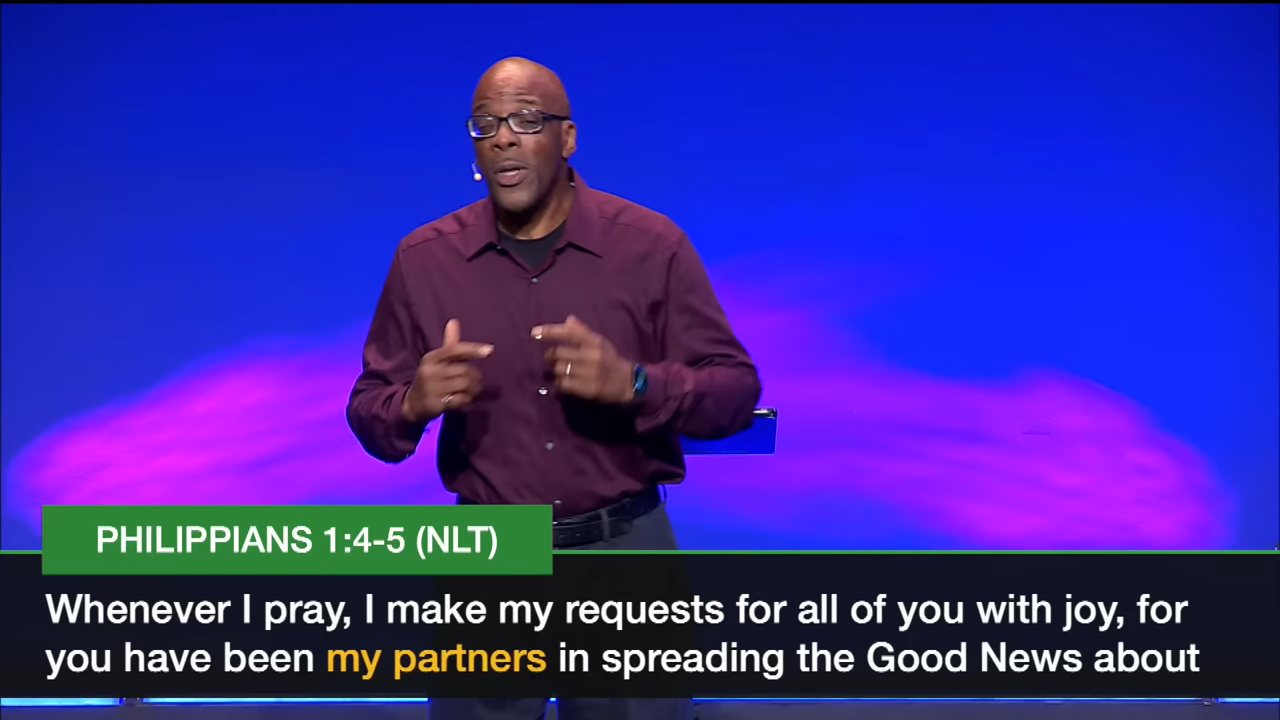 PHILIPPIANS 1:4-5 (NLT)
Whenever I pray, I make my requests for all of you with joy, for
you have been my partners in spreading the Good News about